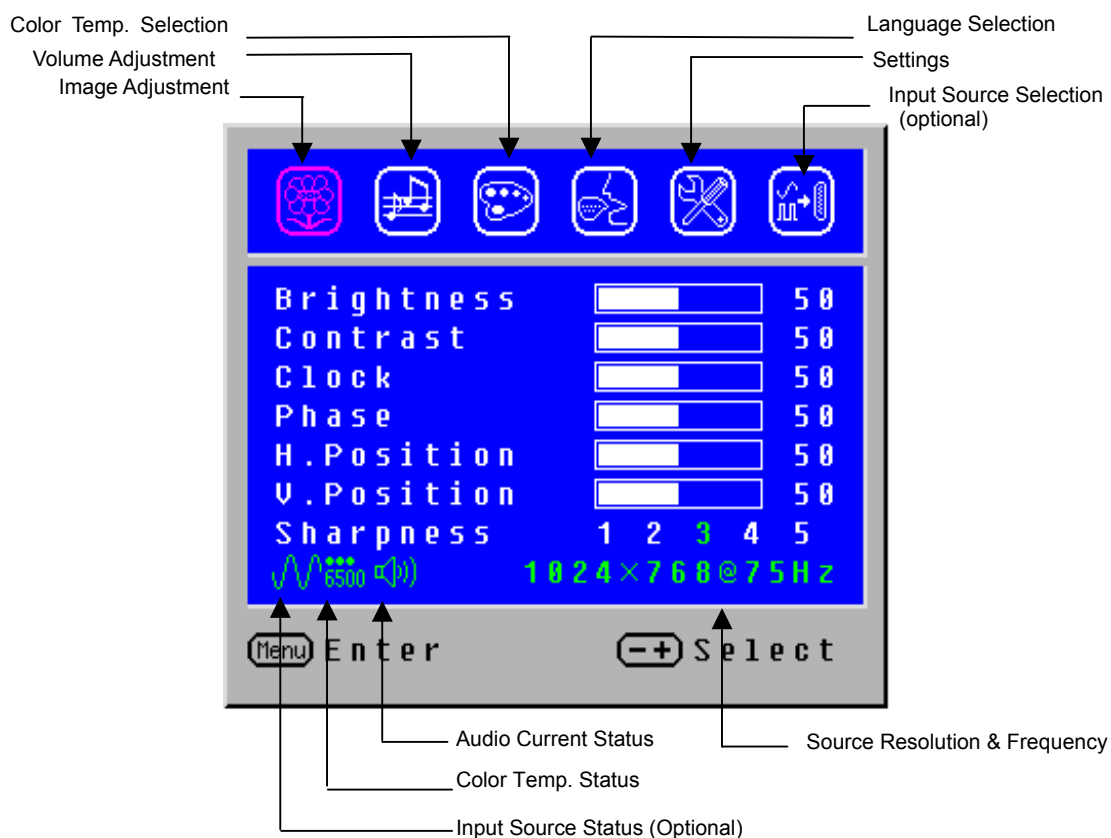 Color Temp. Selection
Volume Adjustment
Image Adjustment
Language Selection
Settings
Input Source Selection
(optional)
Brightness 50
Contrast 50
Clock 50
Phase 50
H.Position 50
V.Position 50
Sharpness 1 2 3 4 5
6500 1024×768@75Hz
Menu Enter -+ Select
Audio Current Status
Source Resolution & Frequency
Color Temp. Status
Input Source Status (Optional)